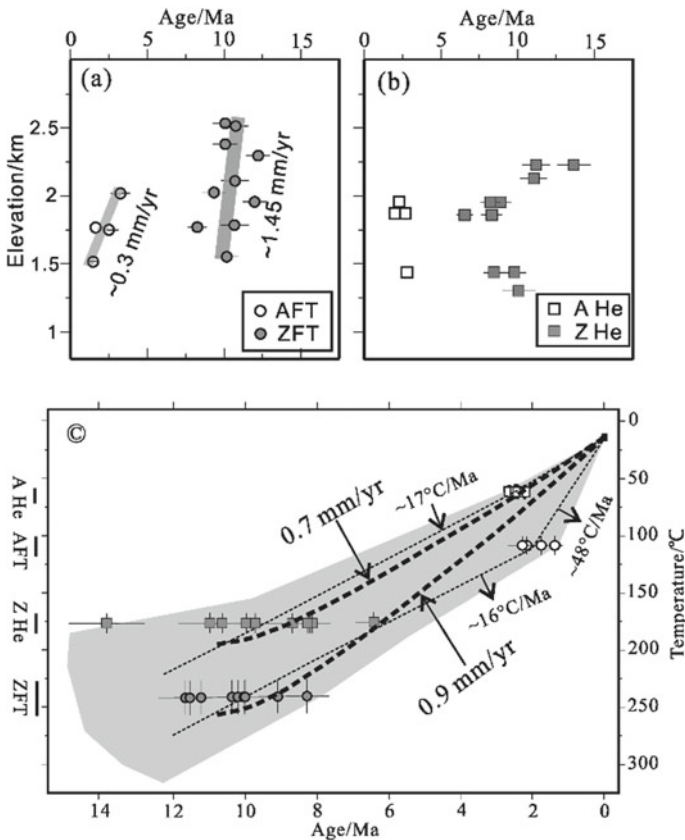 Age/Ma
0 5 10 15
Age/Ma
0 5 10 15
(a)
(b)
Elevation/km
2.5
2
1.5
1
~0.3 mm/yr
~1.45 mm/yr
AFT
ZFT
A He
Z He
©
0
50
100
150
200
250
300
Temperature/℃
A He
AFT
Z He
ZFT
0.7 mm/yr
~17°C/Ma
~48°C/Ma
~16°C/Ma
0.9 mm/yr
14 12 10 8 6 4 2 0
Age/Ma